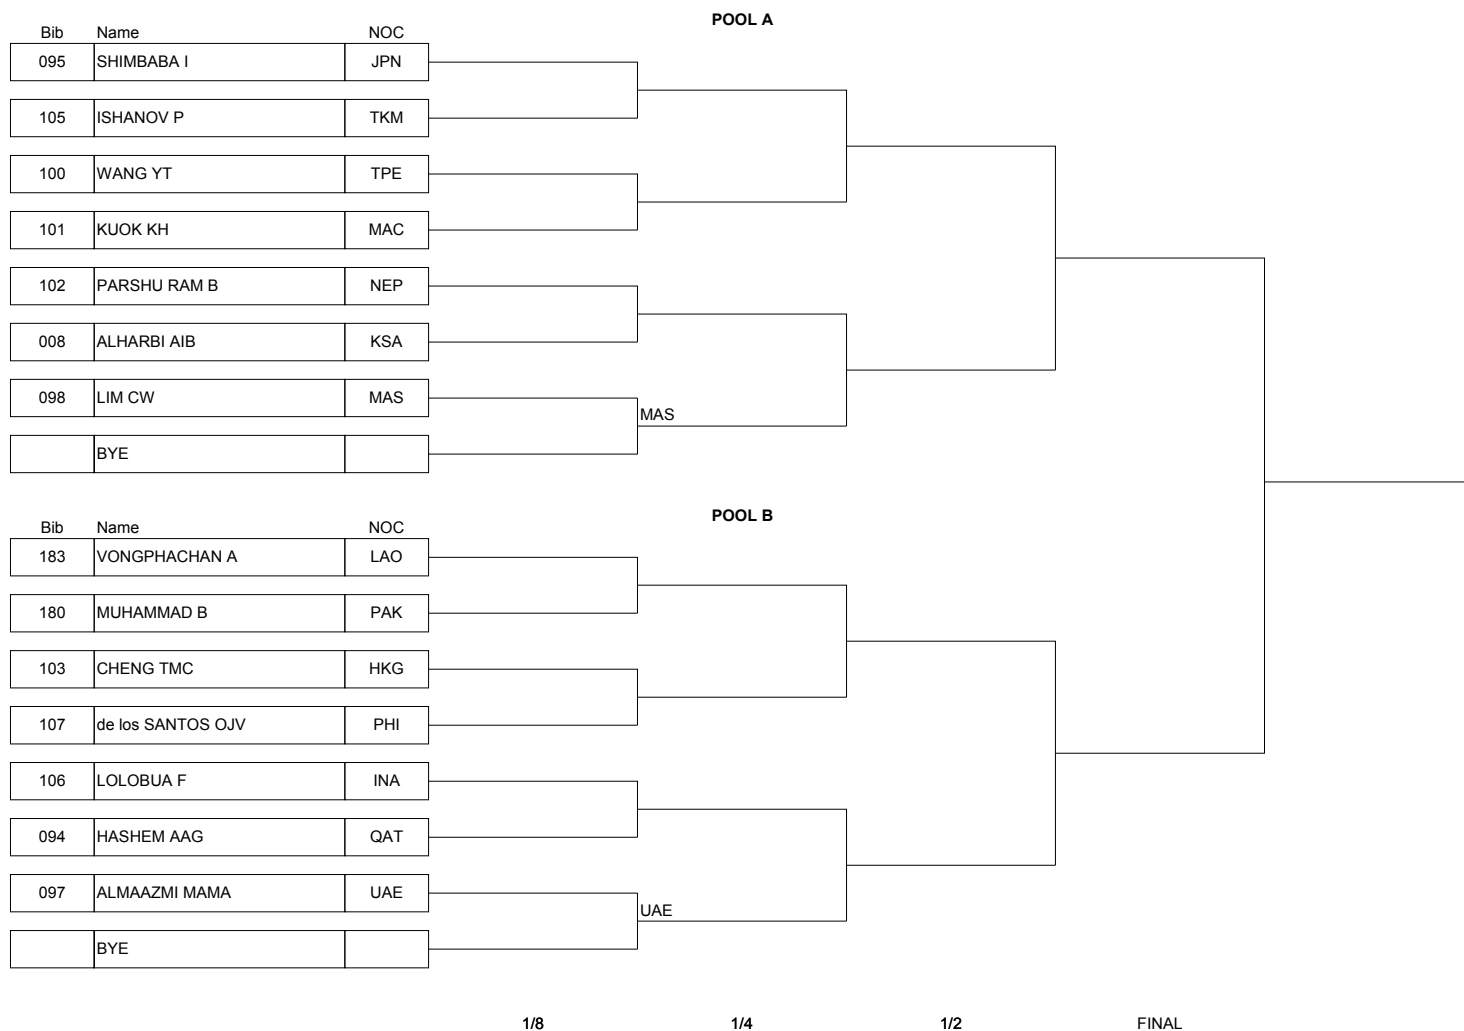 POOL A
Bib Name NOC
095 SHIMBABA I JPN
105 ISHANOV P TKM
100 WANG YT TPE
101 KUOK KH MAC
102 PARSHU RAM B NEP
008 ALHARBI AIB KSA
098 LIM CW MAS
MAS
BYE
POOL B
Bib Name NOC
183 VONGPHACHAN A LAO
180 MUHAMMAD B PAK
103 CHENG TMC HKG
107 de los SANTOS OJV PHI
106 LOLOBUA F INA
094 HASHEM AAG QAT
097 ALMAAZMI MAMA UAE
UAE
BYE
1/8 1/4 1/2 FINAL